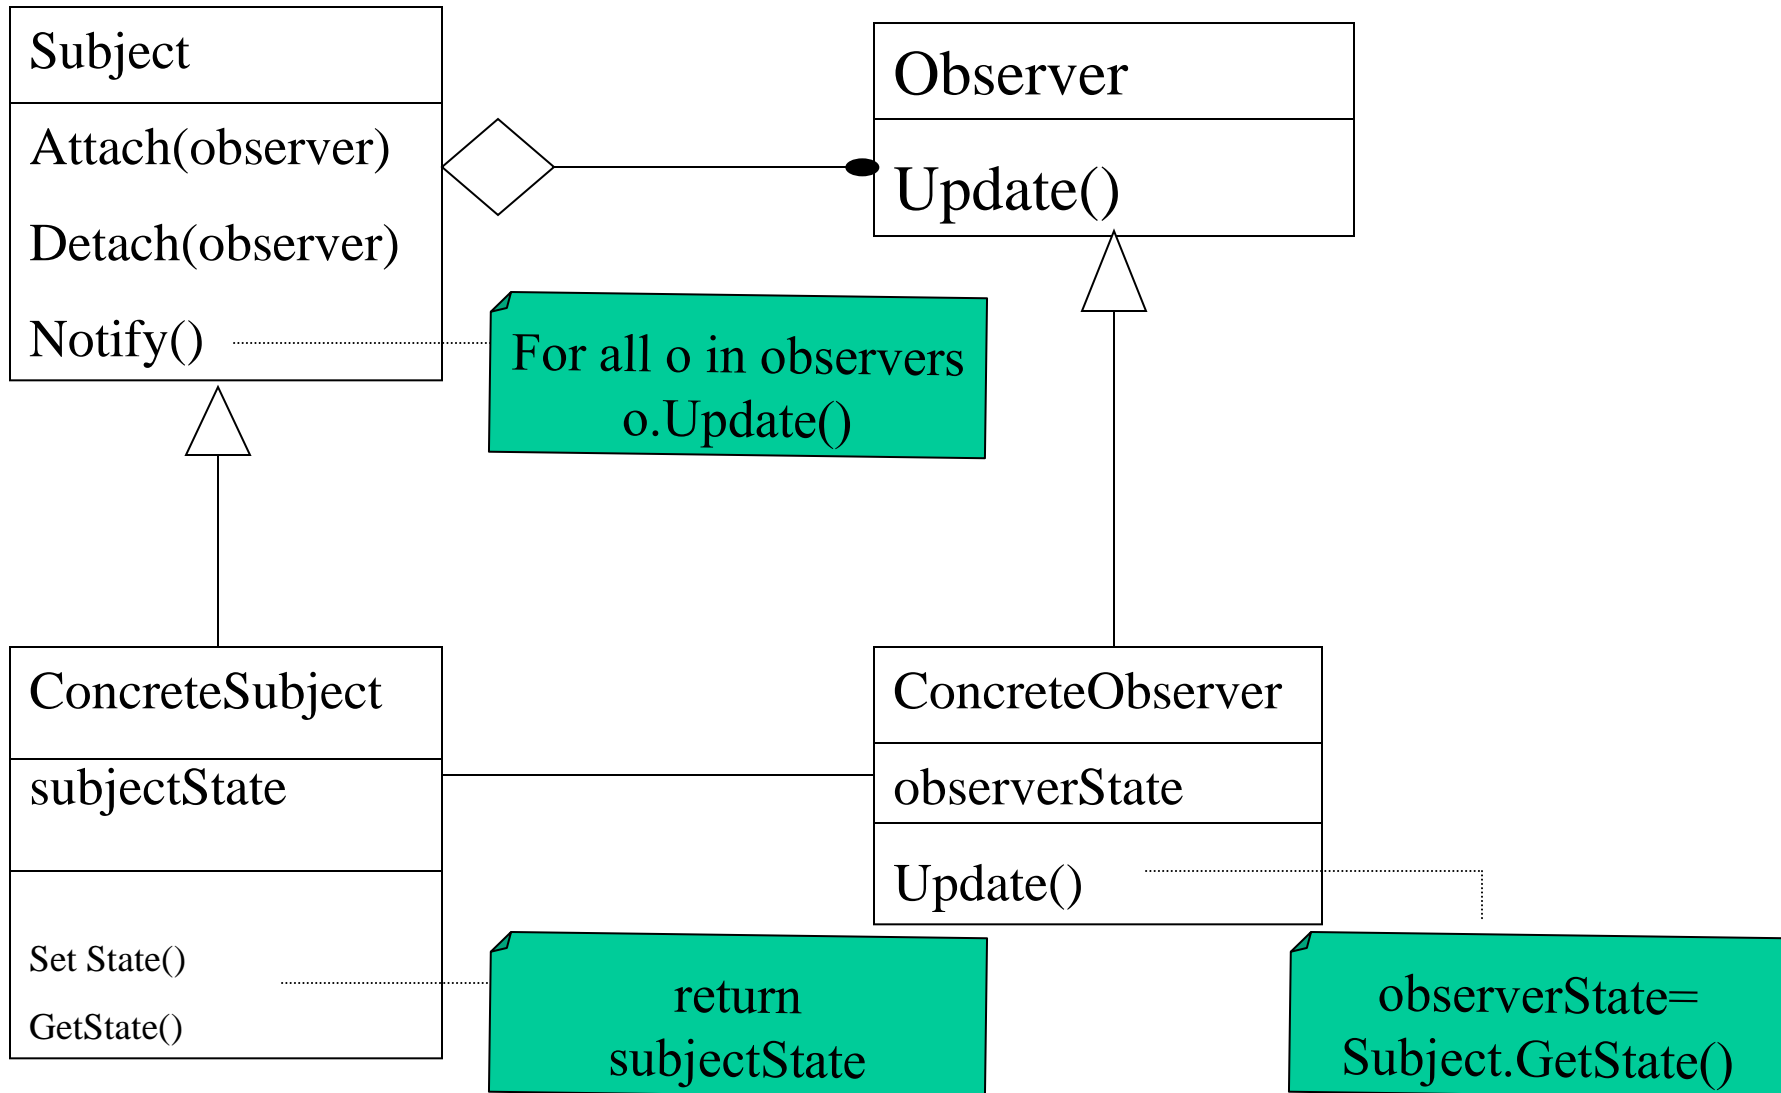 Subject
Attach(observer)
Detach(observer)
Notify()
Observer
Update()
For all o in observers
o.Update()
ConcreteSubject
subjectState
Set State()
GetState()
ConcreteObserver
observerState
Update()
return
subjectState
observerState=
Subject.GetState()